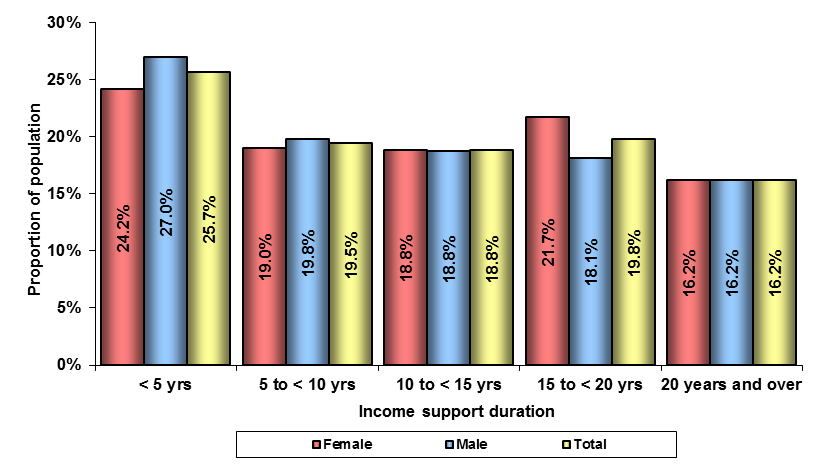 30%
25%
20%
15%
10%
5%
0%
Proportion of population
24.2%
27.0%
25.7%
19.0%
19.8%
19.5%
18.8%
18.8%
18.8%
21.7%
18.1%
19.8%
16.2%
16.2%
16.2%
< 5 yrs
5 to < 10 yrs
10 to < 15 yrs
15 to < 20 yrs
20 years and over
Income support duration
Female
Male
Total